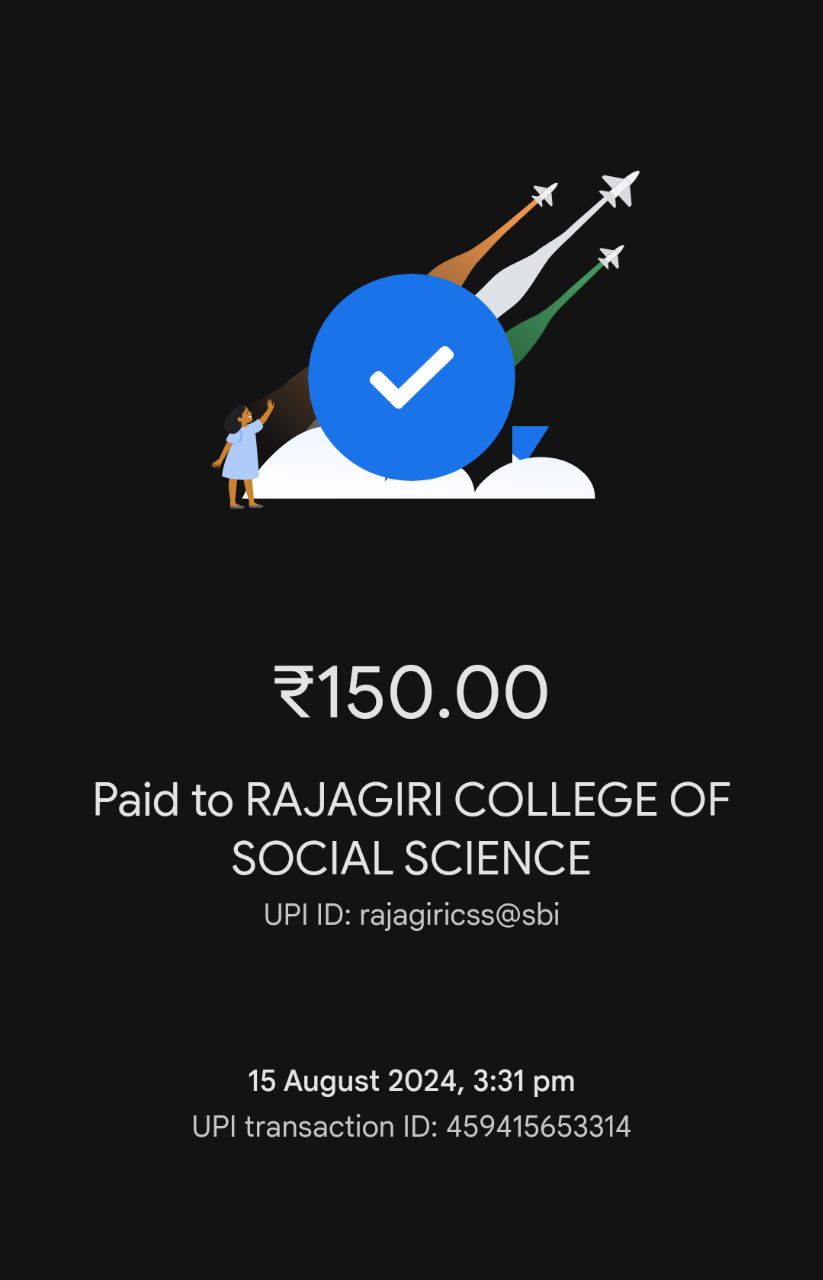 ₹150.00
Paid to RAJAGIRI COLLEGE OF
SOCIAL SCIENCE
UPI ID: rajagiricss@sbi
15 August 2024, 3:31 pm
UPI transaction ID: 459415653314